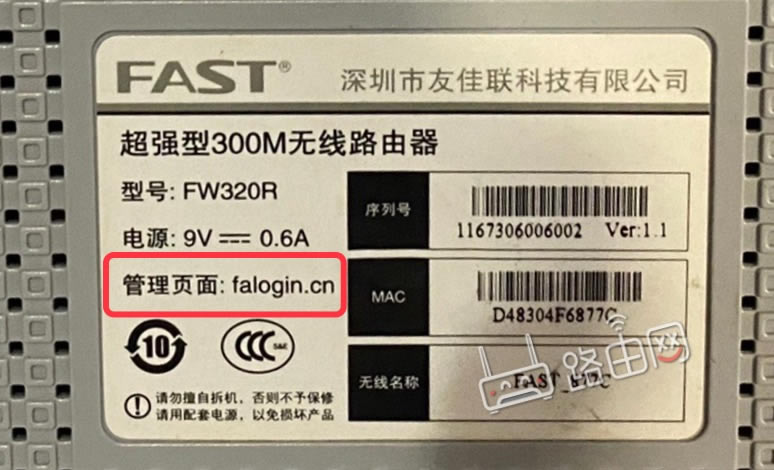 FAST®
深圳市友佳联科技有限公司
超强型300M无线路由器
型号: FW320R
电源: 9V 0.6A
管理页面: falogin.cn
序列号
1167306006002 Ver:1.1
MAC
D48304F6877C
无线名称
FAST_877C
10
CCC S&E
请勿擅自拆机，否则不予保修
请用配套电源，以免损坏产品
路由网
XX